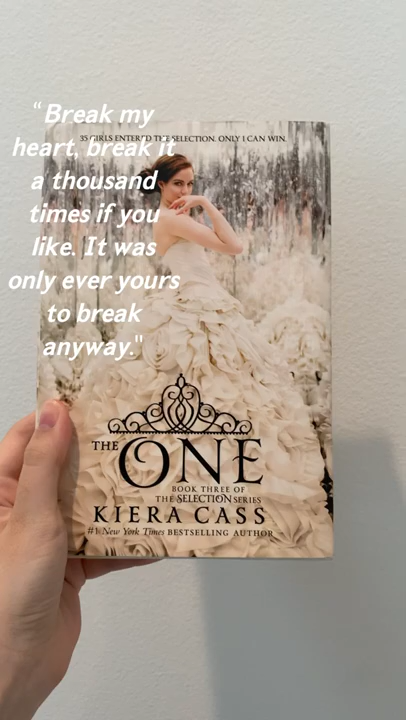 “Break my
heart, break it
a thousand
times if you
like. It was
only ever yours
to break
anyway."
35 GIRLS ENTERED THE SELECTION. ONLY I CAN WIN.
THE ONE
BOOK THREE OF
THE SELECTION SERIES
KIERA CASS
#1 New York Times BESTSELLING AUTHOR